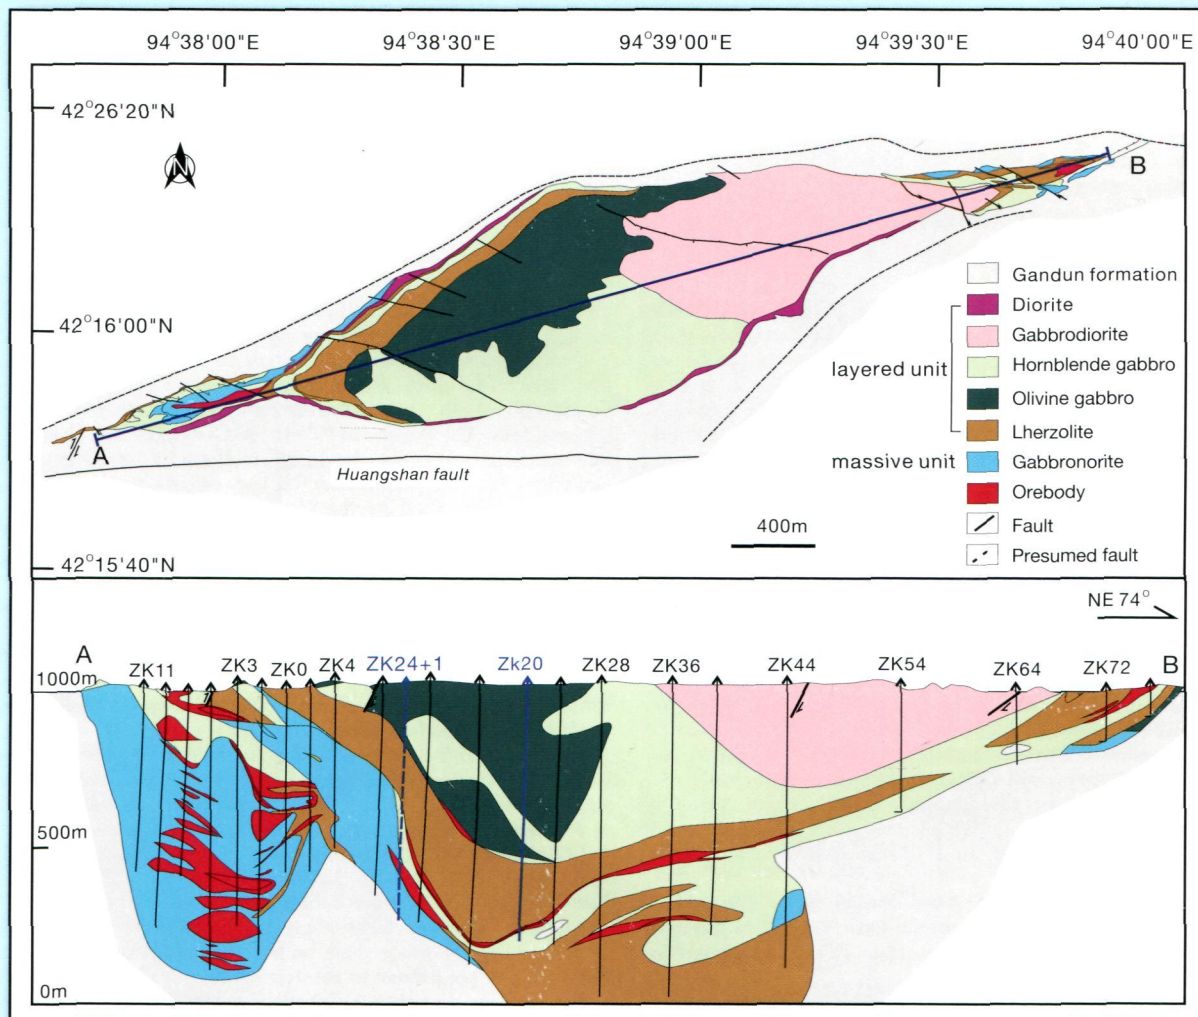 94°38'00"E 94°38'30"E 94°39'00"E 94°39'30"E 94°40'00"E
42°26'20"N
N
B
Gandun formation
Diorite
42°16'00"N
Gabbrodiorite
Hornblende gabbro
layered unit
Olivine gabbro
Lherzolite
A
massive unit
Gabbronorite
Huangshan fault
Orebody
400m
Fault
42°15'40"N
Presumed fault
NE 74°
A
B
ZK11 ZK3 ZK0 ZK4 ZK24+1 Zk20 ZK28 ZK36 ZK44 ZK54 ZK64 ZK72
1000m
500m
0m